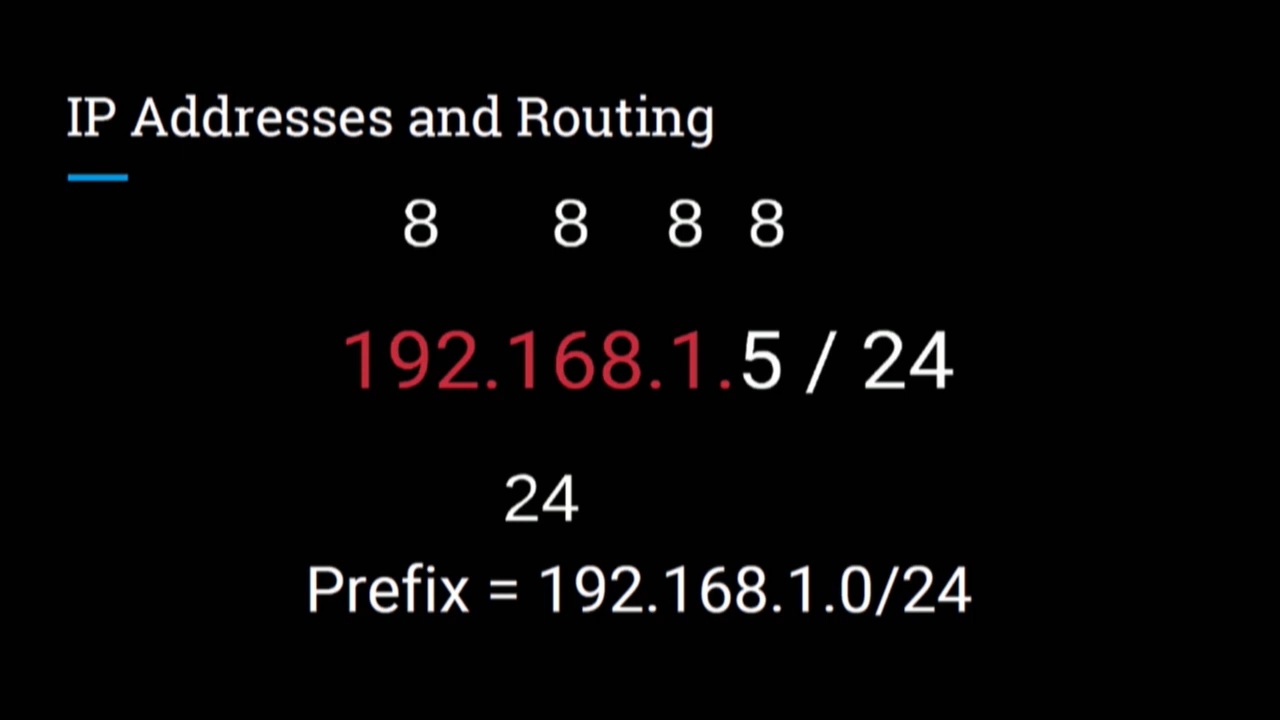 IP Addresses and Routing
8 8 8 8
192.168.1.5 / 24
24
Prefix = 192.168.1.0/24